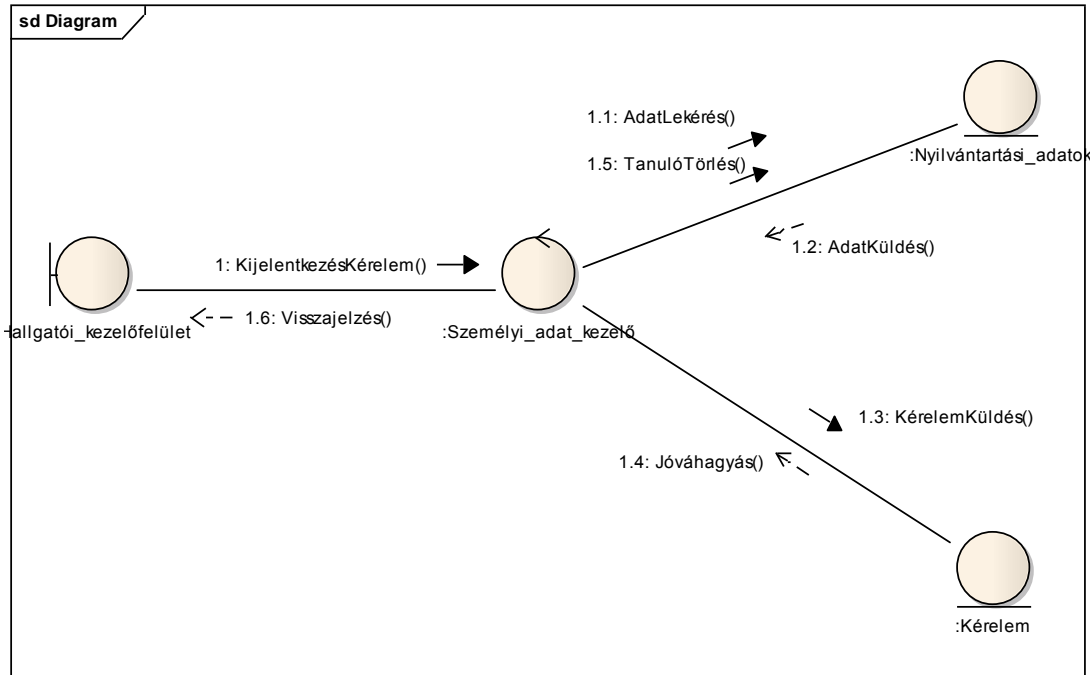 sd Diagram
1.1: AdatLekérés()
1.5: TanulóTörlés()
:Nyilvántartási_adatok
1.2: AdatKüldés()
1: KijelentkezésKérelem()
1.6: Visszajelzés()
:Hallgatói_kezelőfelület
:Személyi_adat_kezelő
1.3: KérelemKüldés()
1.4: Jóváhagyás()
:Kérelem